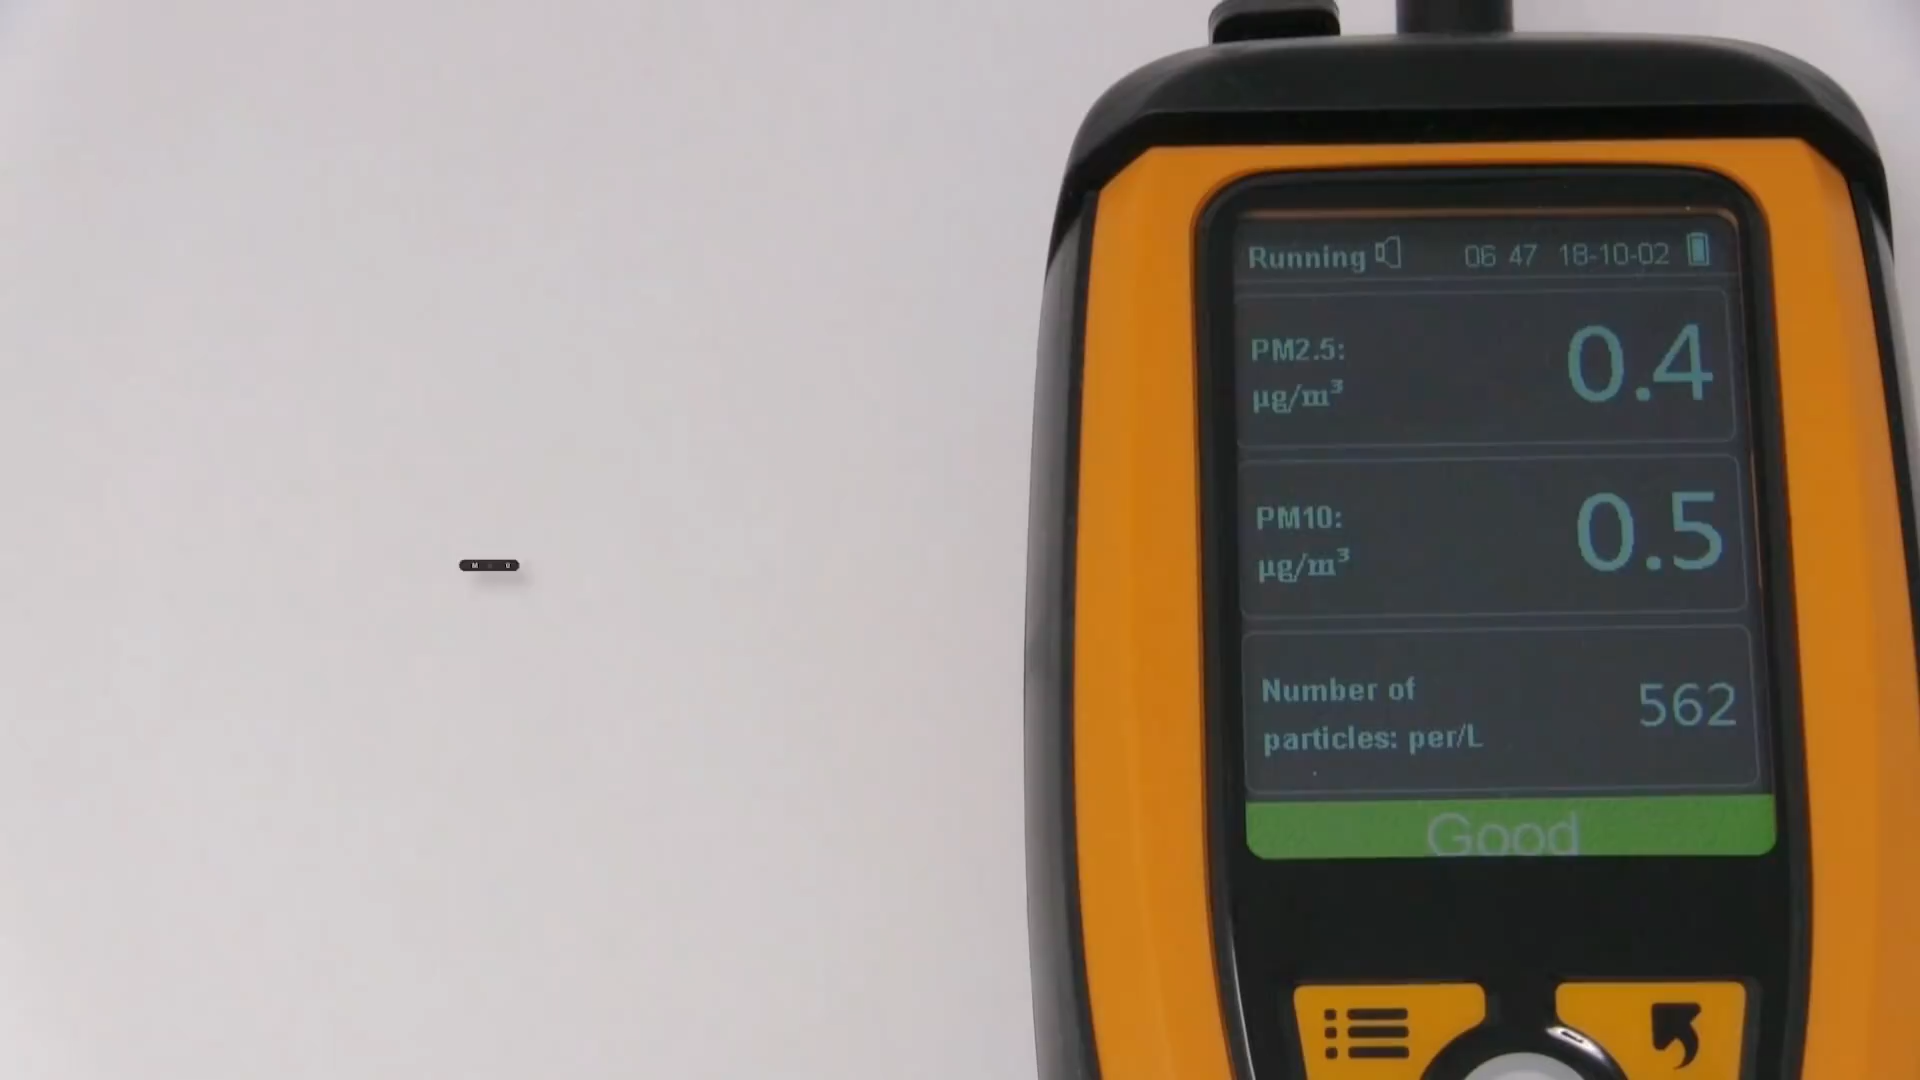 Running 06 47 18-10-02
PM2.5: 0.4
µg/m³
PM10: 0.5
µg/m³
Number of 562
particles: per/L
Good